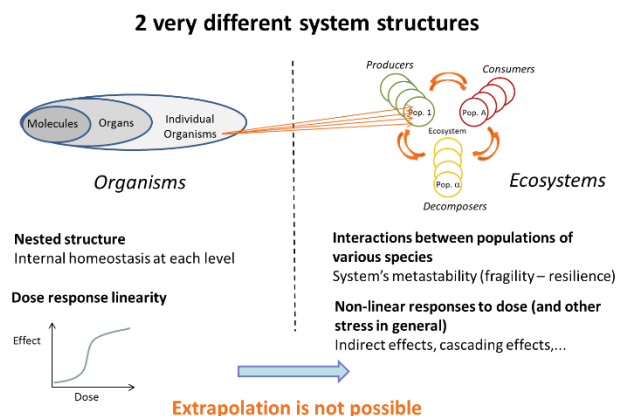 2 very different system structures
Producers
Consumers
Molecules
Organs
Individual
Organisms
Pop. 1
Pop. A
Ecosystem
Pop. α
Organisms
Ecosystems
Decomposers
Nested structure
Internal homeostasis at each level
Dose response linearity
Effect
Dose
Interactions between populations of
various species
System's metastability (fragility – resilience)
Non-linear responses to dose (and other
stress in general)
Indirect effects, cascading effects,...
Extrapolation is not possible